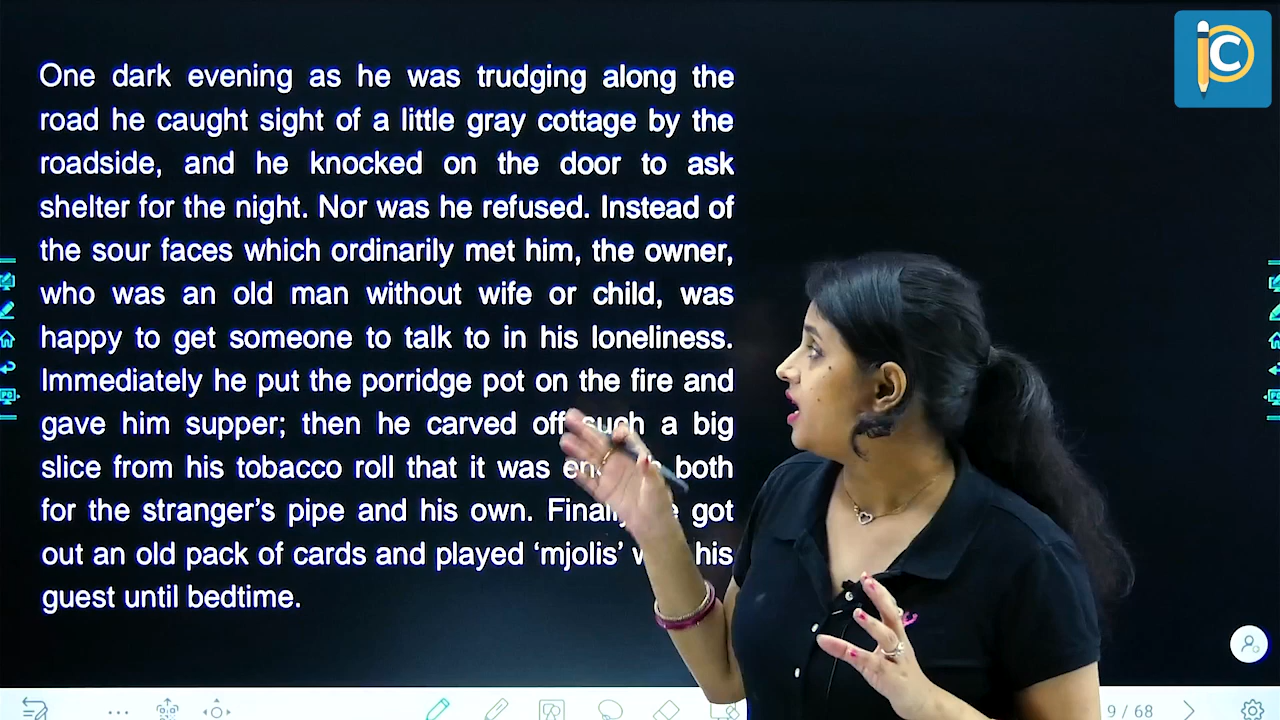 One dark evening as he was trudging along the
road he caught sight of a little gray cottage by the
roadside, and he knocked on the door to ask
shelter for the night. Nor was he refused. Instead of
the sour faces which ordinarily met him, the owner,
who was an old man without wife or child, was
happy to get someone to talk to in his loneliness.
Immediately he put the porridge pot on the fire and
gave him supper; then he carved off such a big
slice from his tobacco roll that it was both
for the stranger's pipe and his own. Finally got
out an old pack of cards and played ‘mjolis’ his
guest until bedtime.
9 / 68